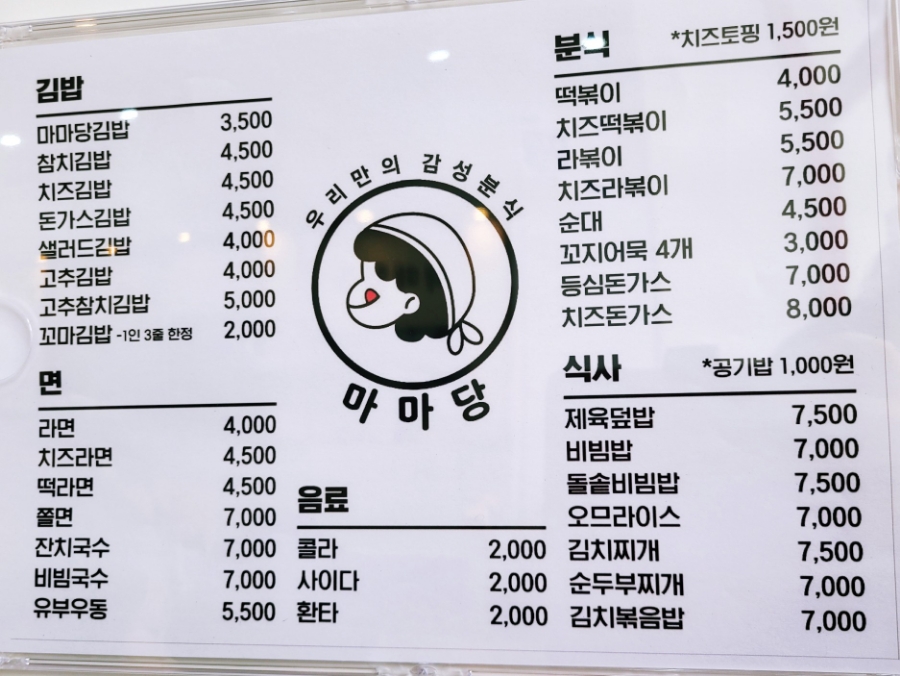 김밥
마마당김밥 3,500
참치김밥 4,500
치즈김밥 4,500
돈가스김밥 4,500
샐러드김밥 4,000
고추김밥 4,000
고추참치김밥 5,000
꼬마김밥 -1인 3줄 한정 2,000
면
라면 4,000
치즈라면 4,500
떡라면 4,500
쫄면 7,000
잔치국수 7,000
비빔국수 7,000
유부우동 5,500
우리만의 감성분식
마마당
음료
콜라 2,000
사이다 2,000
환타 2,000
분식 *치즈토핑 1,500원
떡볶이 4,000
치즈떡볶이 5,500
라볶이 5,500
치즈라볶이 7,000
순대 4,500
꼬지어묵 4개 3,000
등심돈가스 7,000
치즈돈가스 8,000
식사 *공기밥 1,000원
제육덮밥 7,500
비빔밥 7,000
돌솥비빔밥 7,500
오므라이스 7,000
김치찌개 7,500
순두부찌개 7,000
김치볶음밥 7,000